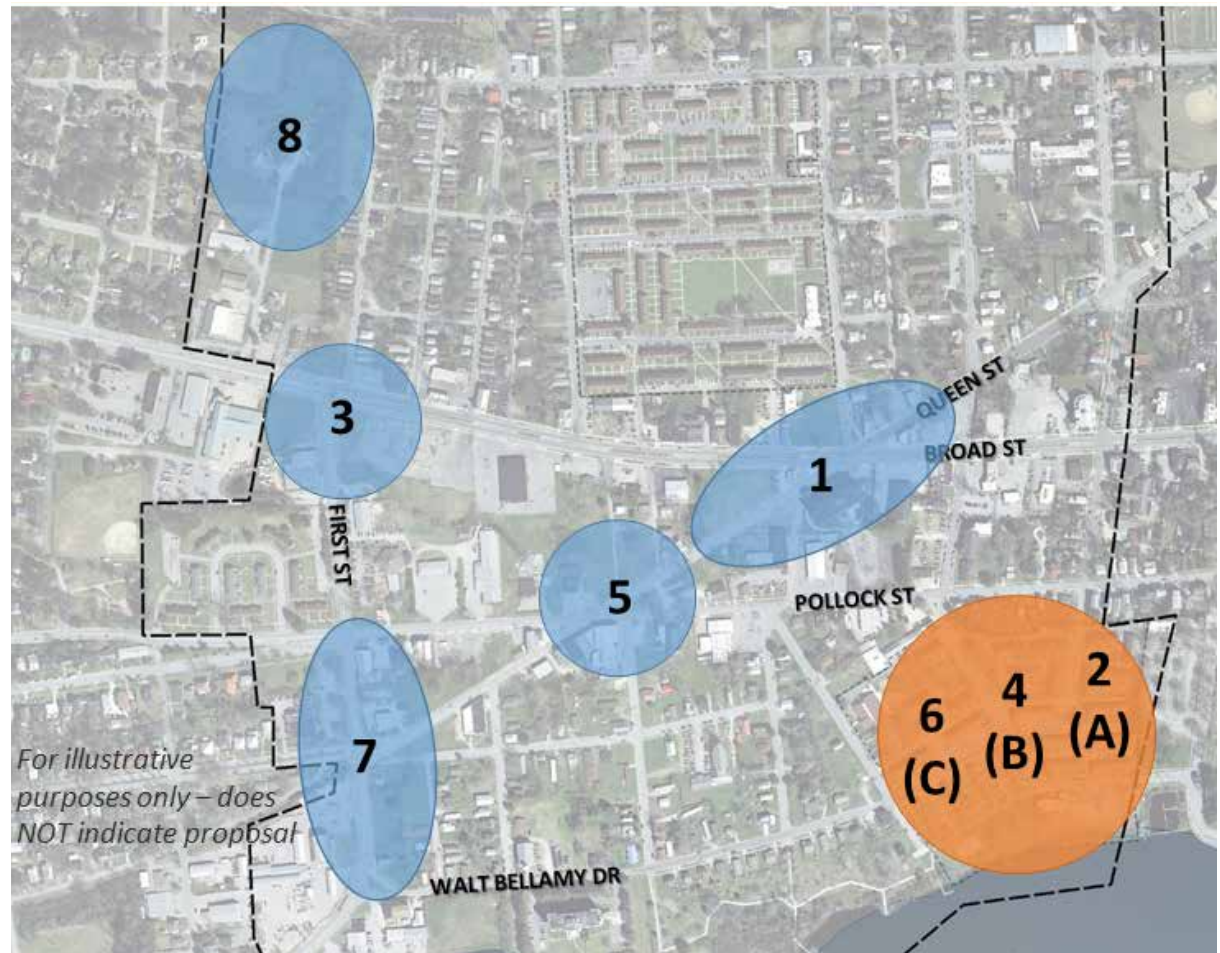 8
QUEEN ST
3
BROAD ST
1
FIRST ST
5
POLLOCK ST
2
(A)
4
(B)
6
(C)
7
For illustrative
purposes only – does
NOT indicate proposal
WALT BELLAMY DR